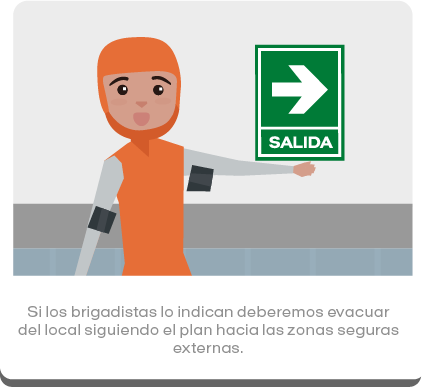 SALIDA
Si los brigadistas lo indican deberemos evacuar
del local siguiendo el plan hacia las zonas seguras
externas.